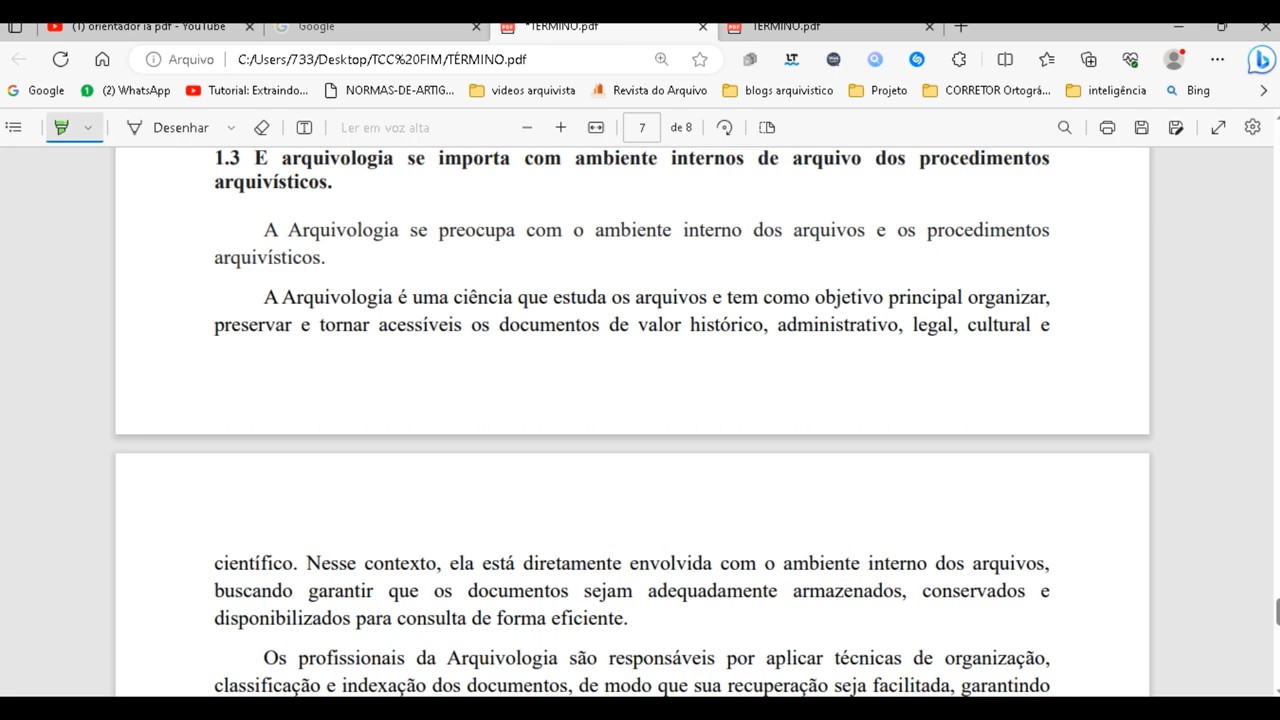 (1) orientador ia pdf - YouTube
Google
*TÉRMINO.pdf
TÉRMINO.pdf
Arquivo
C:/Users/733/Desktop/TCC%20FIM/TÉRMINO.pdf
LT
Google
(2) WhatsApp
Tutorial: Extraindo...
NORMAS-DE-ARTIG...
videos arquivista
Revista do Arquivo
blogs arquivistico
Projeto
CORRETOR Ortográ...
inteligência
Bing
Desenhar
Ler em voz alta
7
de 8
1.3 E arquivologia se importa com ambiente internos de arquivo dos procedimentos
arquivísticos.
A Arquivologia se preocupa com o ambiente interno dos arquivos e os procedimentos
arquivísticos.
A Arquivologia é uma ciência que estuda os arquivos e tem como objetivo principal organizar,
preservar e tornar acessíveis os documentos de valor histórico, administrativo, legal, cultural e
científico. Nesse contexto, ela está diretamente envolvida com o ambiente interno dos arquivos,
buscando garantir que os documentos sejam adequadamente armazenados, conservados e
disponibilizados para consulta de forma eficiente.
Os profissionais da Arquivologia são responsáveis por aplicar técnicas de organização,
classificação e indexação dos documentos, de modo que sua recuperação seja facilitada, garantindo